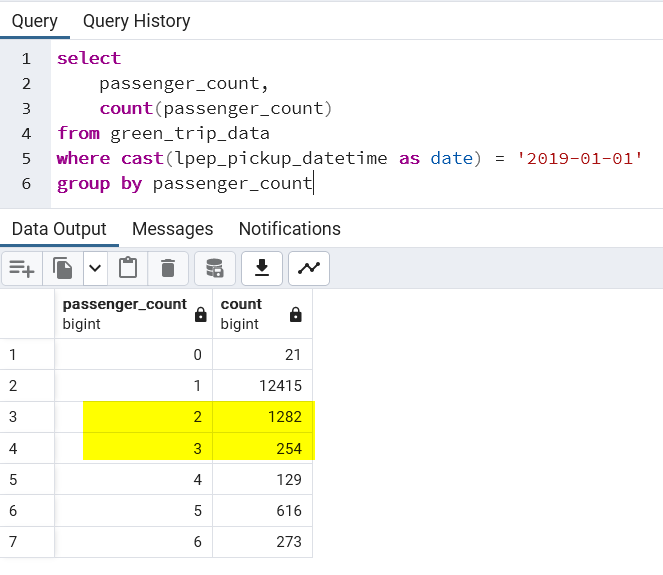 Query Query History
1 select
2 passenger_count,
3 count(passenger_count)
4 from green_trip_data
5 where cast(lpep_pickup_datetime as date) = '2019-01-01'
6 group by passenger_count
Data Output Messages Notifications
passenger_count count
bigint bigint
1 0 21
2 1 12415
3 2 1282
4 3 254
5 4 129
6 5 616
7 6 273